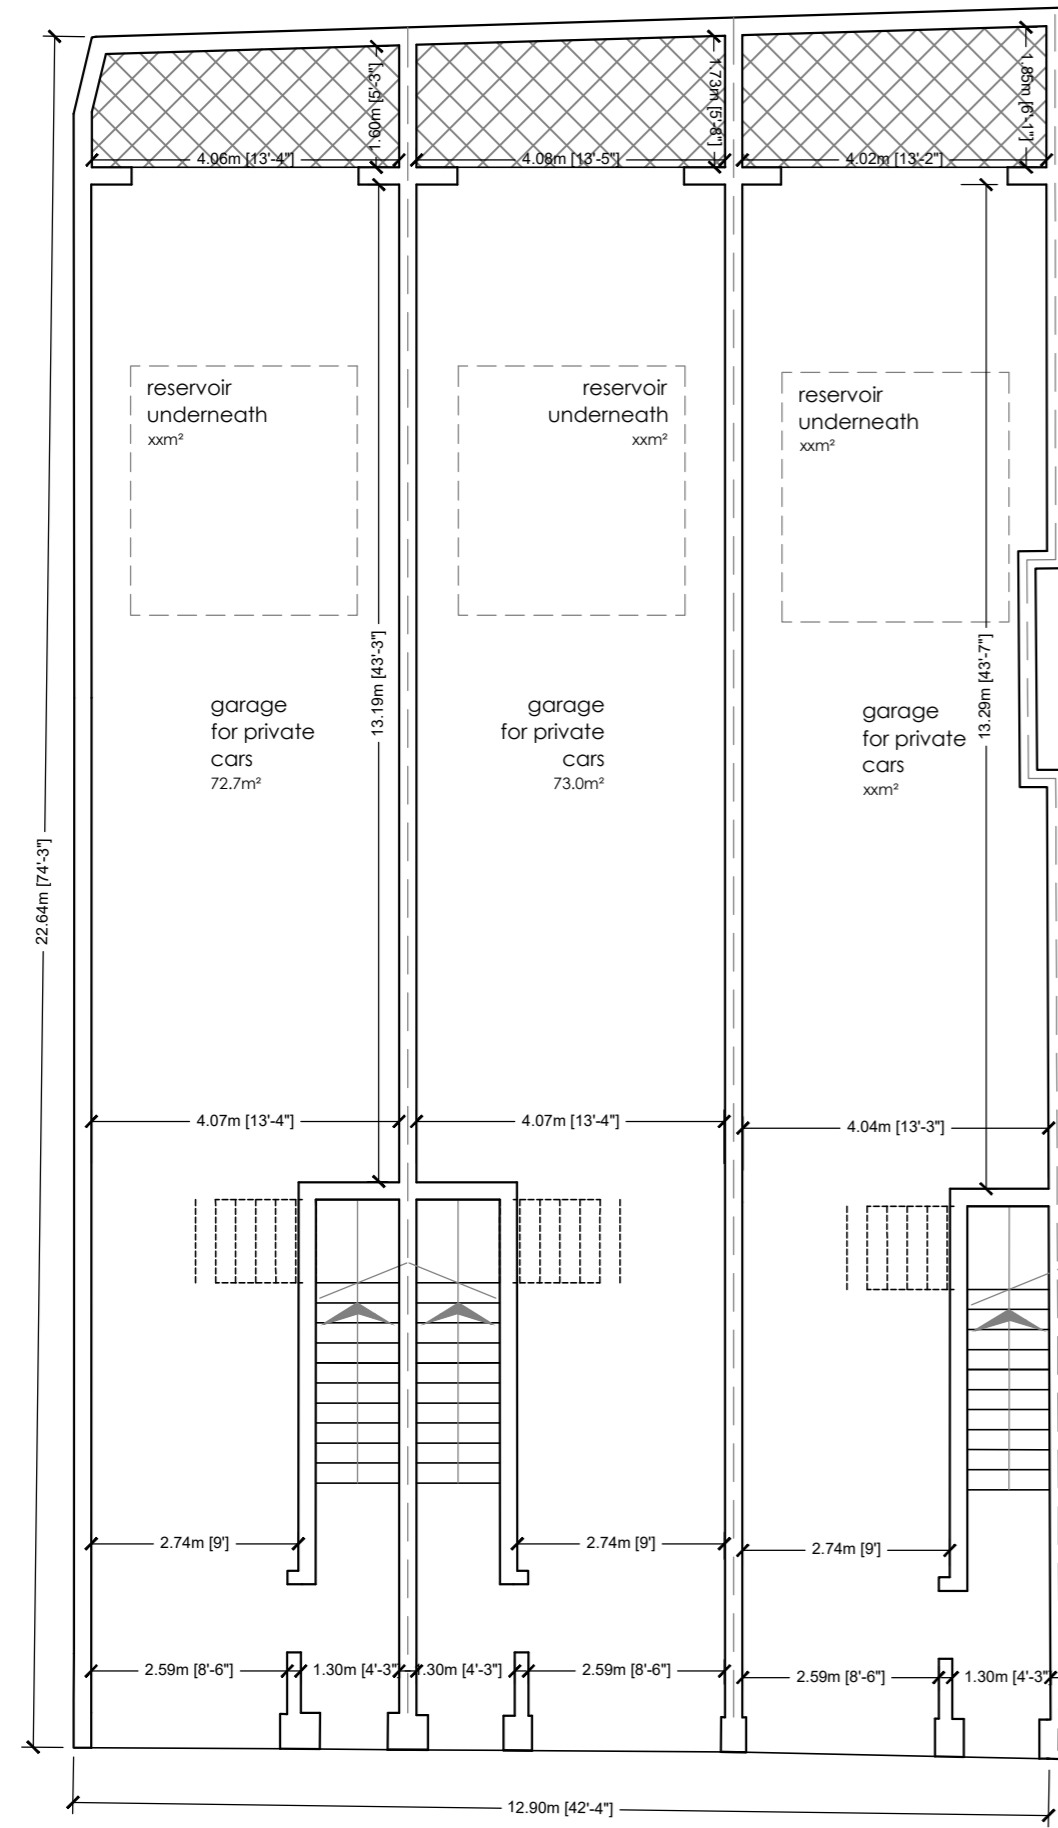 1.60m [5'-3"]
1.73m [5'-8"]
1.85m [6'-1"]
4.06m [13'-4"]
4.08m [13'-5"]
4.02m [13'-2"]
reservoir
underneath
xxm²
reservoir
underneath
xxm²
reservoir
underneath
xxm²
13.19m [43'-3"]
13.29m [43'-7"]
garage
for private
cars
72.7m²
garage
for private
cars
73.0m²
garage
for private
cars
xxm²
22.64m [74'-3"]
4.07m [13'-4"]
4.07m [13'-4"]
4.04m [13'-3"]
2.74m [9']
2.74m [9']
2.74m [9']
2.59m [8'-6"]
1.30m [4'-3"]
1.30m [4'-3"]
2.59m [8'-6"]
2.59m [8'-6"]
1.30m [4'-3"
12.90m [42'-4"]